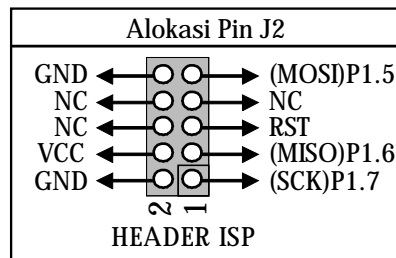 Alokasi Pin J2
GND (MOSI)P1.5
NC NC
NC RST
VCC (MISO)P1.6
GND (SCK)P1.7
2 1
HEADER ISP